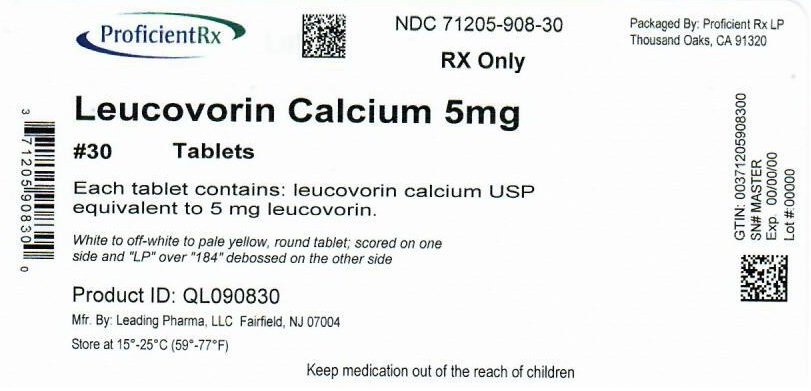 ProficientRx
NDC 71205-908-30
RX Only
Packaged By: Proficient Rx LP
Thousand Oaks, CA 91320
Leucovorin Calcium 5mg
#30 Tablets
Each tablet contains: leucovorin calcium USP
equivalent to 5 mg leucovorin.
White to off-white to pale yellow, round tablet; scored on one
side and "LP" over "184" debossed on the other side
Product ID: QL090830
Mfr. By: Leading Pharma, LLC Fairfield, NJ 07004
Store at 15°-25°C (59°-77°F)
Keep medication out of the reach of children
3 71205 90830 0
GTIN: 00371205908300
SN# MASTER
Exp. 00/00/00
Lot #:00000